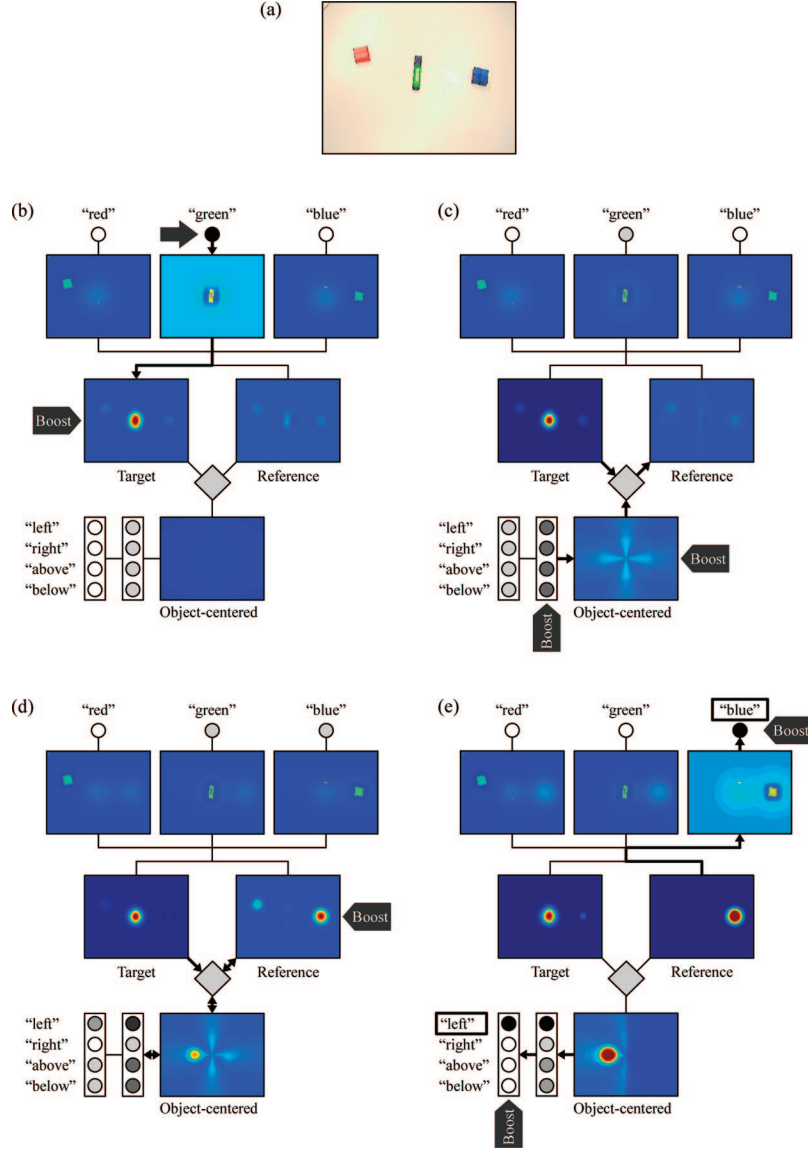 (a)
(b)
“red” “green” “blue”
Boost
Target Reference
“left”
“right”
“above”
“below”
Object-centered
(c)
“red” “green” “blue”
Target Reference
“left”
“right”
“above”
“below”
Boost
Object-centered
Boost
(d)
“red” “green” “blue”
Boost
Target Reference
“left”
“right”
“above”
“below”
Object-centered
(e)
“red” “green” “blue”
Boost
Target Reference
“left”
“right”
“above”
“below”
Object-centered
Boost